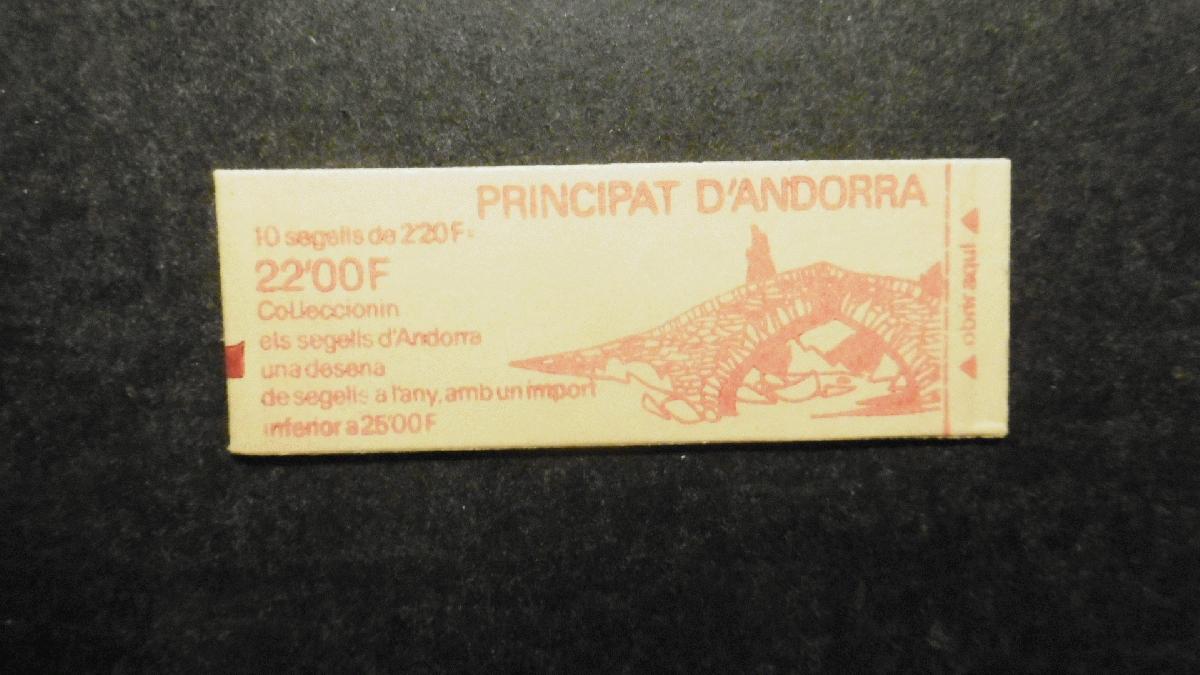 PRINCIPAT D'ANDORRA
10 segells de 2'20F=
22'00F
Col·leccionin
els segells d'Andorra
una desena
de segells a l'any, amb un import
inferior a 25'00F
obrir aquí